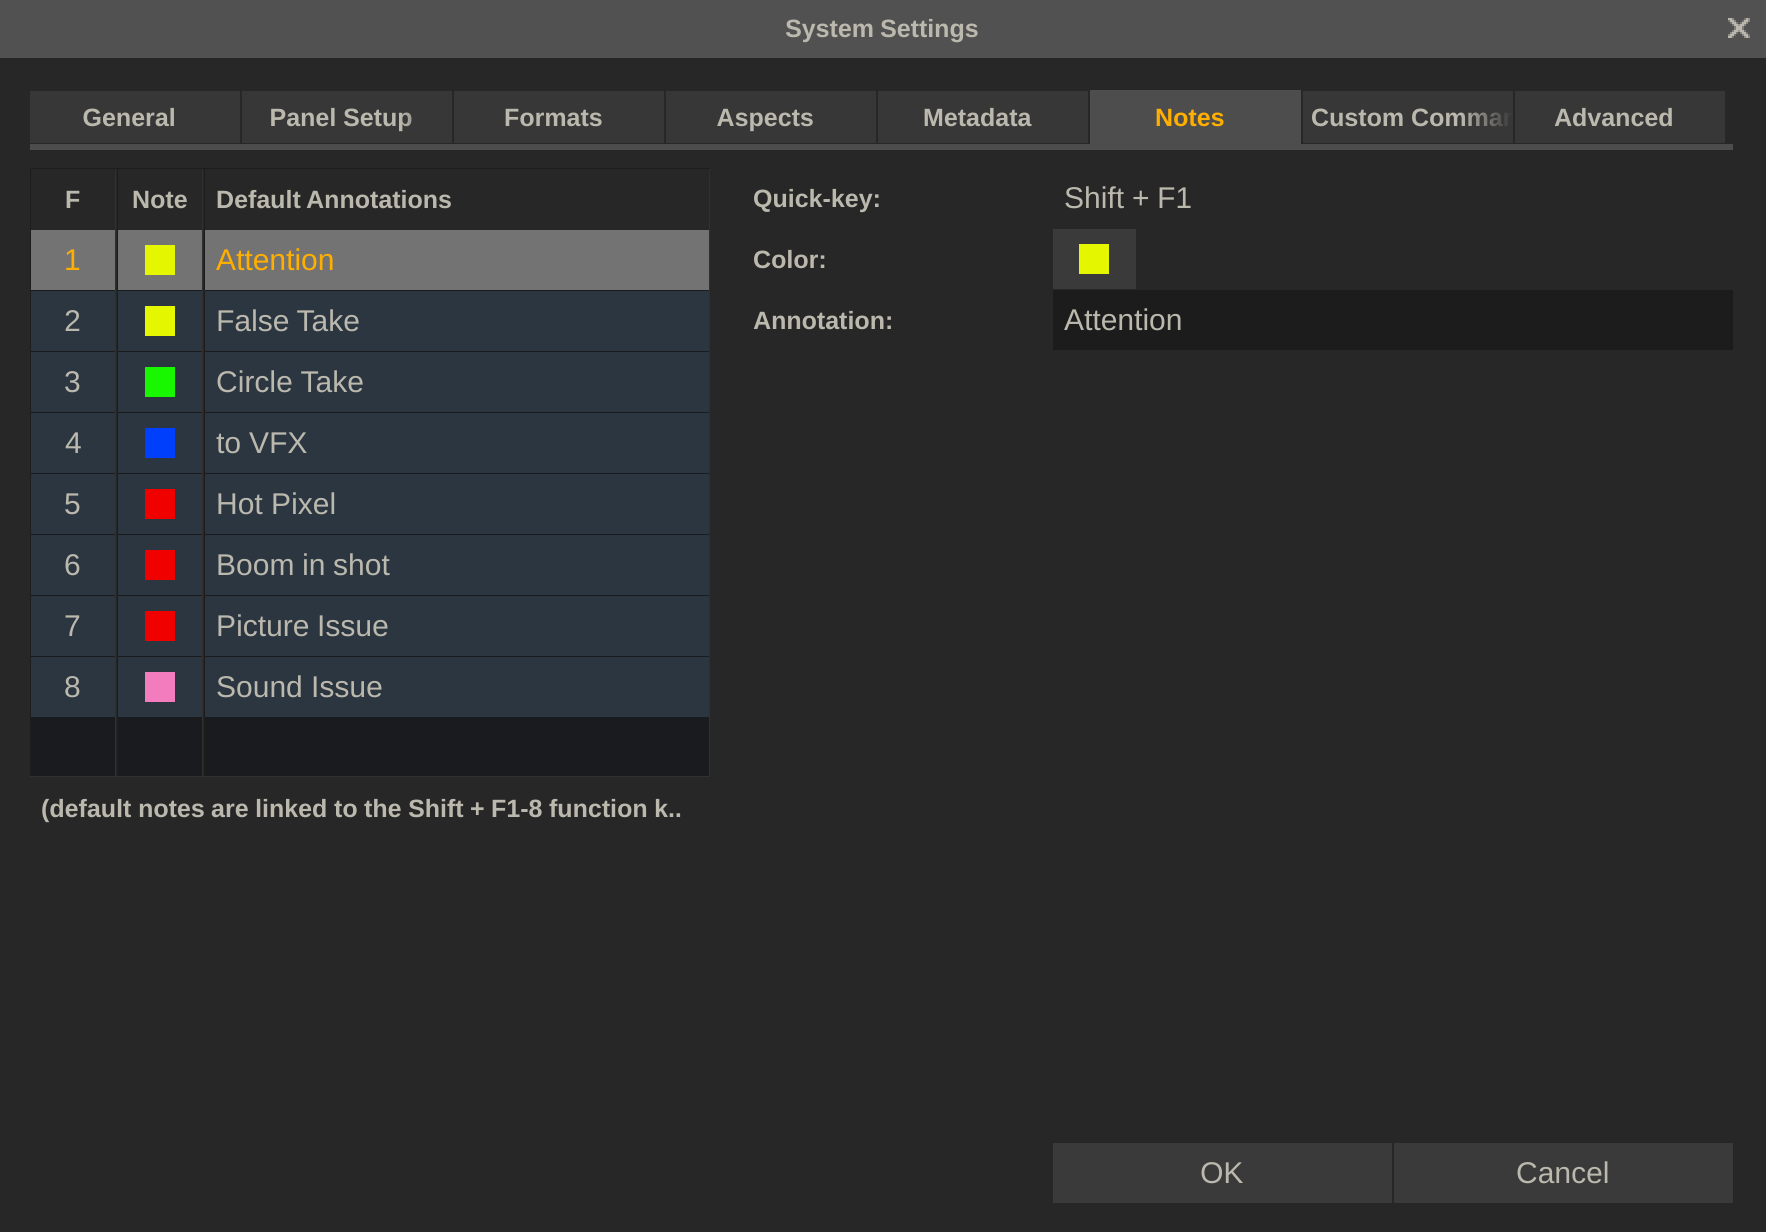 System Settings
General Panel Setup Formats Aspects Metadata Notes Custom Comman Advanced
F Note Default Annotations
1 Attention
2 False Take
3 Circle Take
4 to VFX
5 Hot Pixel
6 Boom in shot
7 Picture Issue
8 Sound Issue
(default notes are linked to the Shift + F1-8 function k..
Quick-key: Shift + F1
Color:
Annotation: Attention
OK Cancel